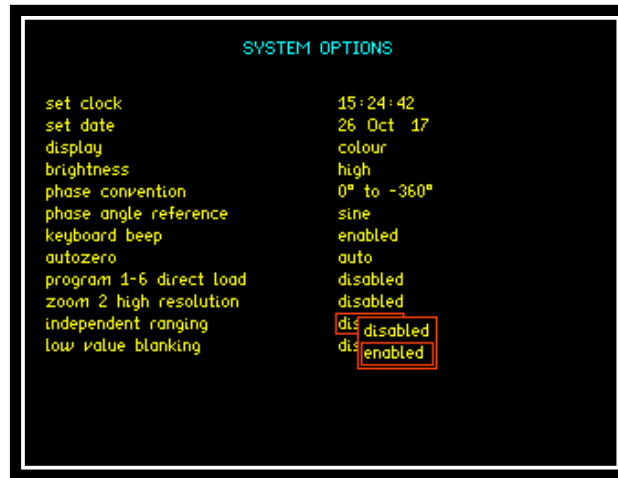 SYSTEM OPTIONS
set clock 15:24:42
set date 26 Oct 17
display colour
brightness high
phase convention 0° to -360°
phase angle reference sine
keyboard beep enabled
autozero auto
program 1-6 direct load disabled
zoom 2 high resolution disabled
independent ranging dis disabled
low value blanking dis enabled